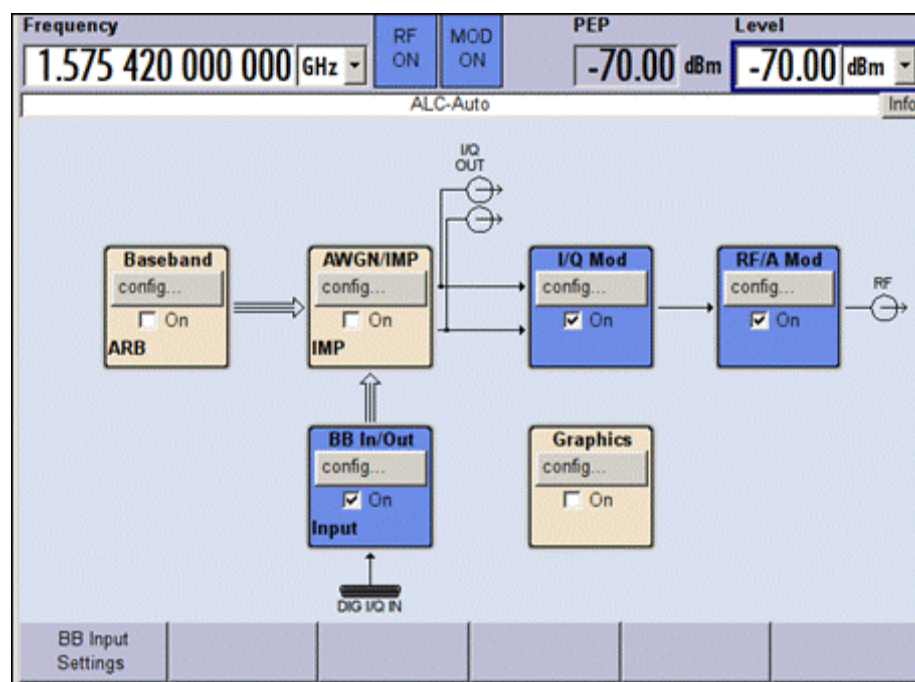 Frequency
RF ON
MOD ON
PEP
Level
1.575 420 000 000 GHz
-70.00 dBm
-70.00 dBm
ALC-Auto
Info
I/Q
OUT
Baseband
config...
On
ARB
AWGN/IMP
config...
On
IMP
I/Q Mod
config...
On
RF/A Mod
config...
On
RF
BB In/Out
config...
On
Input
Graphics
config...
On
DIG I/Q IN
BB Input
Settings